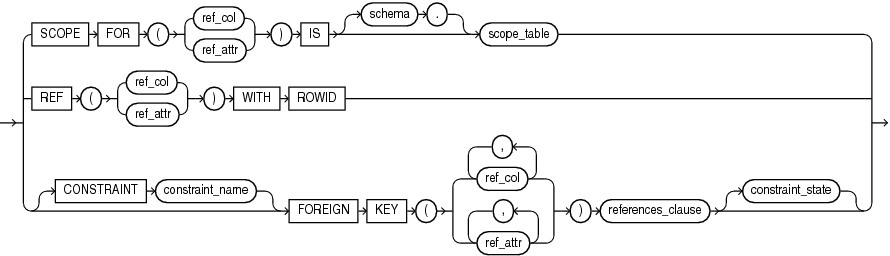 SCOPE FOR ( ref_col ref_attr ) IS schema . scope_table
REF ( ref_col ref_attr ) WITH ROWID
CONSTRAINT constraint_name FOREIGN KEY ( , ref_col , ref_attr ) references_clause constraint_state